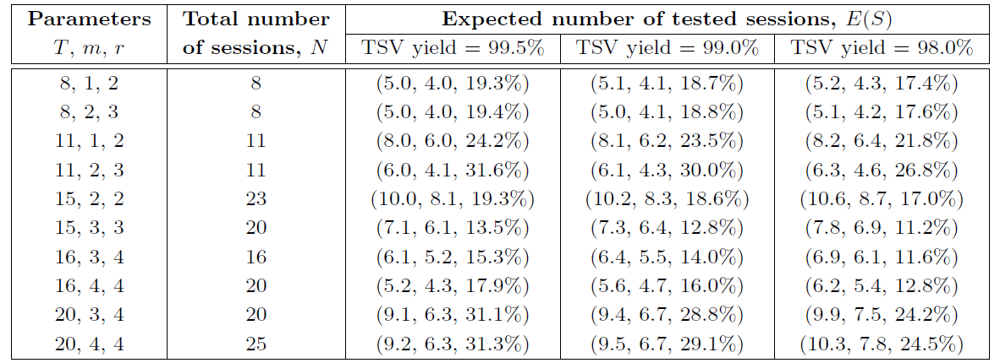 Parameters Total number Expected number of tested sessions, E(S)
T, m, r of sessions, N TSV yield = 99.5% TSV yield = 99.0% TSV yield = 98.0%
8, 1, 2 8 (5.0, 4.0, 19.3%) (5.1, 4.1, 18.7%) (5.2, 4.3, 17.4%)
8, 2, 3 8 (5.0, 4.0, 19.4%) (5.0, 4.1, 18.8%) (5.1, 4.2, 17.6%)
11, 1, 2 11 (8.0, 6.0, 24.2%) (8.1, 6.2, 23.5%) (8.2, 6.4, 21.8%)
11, 2, 3 11 (6.0, 4.1, 31.6%) (6.1, 4.3, 30.0%) (6.3, 4.6, 26.8%)
15, 2, 2 23 (10.0, 8.1, 19.3%) (10.2, 8.3, 18.6%) (10.6, 8.7, 17.0%)
15, 3, 3 20 (7.1, 6.1, 13.5%) (7.3, 6.4, 12.8%) (7.8, 6.9, 11.2%)
16, 3, 4 16 (6.1, 5.2, 15.3%) (6.4, 5.5, 14.0%) (6.9, 6.1, 11.6%)
16, 4, 4 20 (5.2, 4.3, 17.9%) (5.6, 4.7, 16.0%) (6.2, 5.4, 12.8%)
20, 3, 4 20 (9.1, 6.3, 31.1%) (9.4, 6.7, 28.8%) (9.9, 7.5, 24.2%)
20, 4, 4 25 (9.2, 6.3, 31.3%) (9.5, 6.7, 29.1%) (10.3, 7.8, 24.5%)